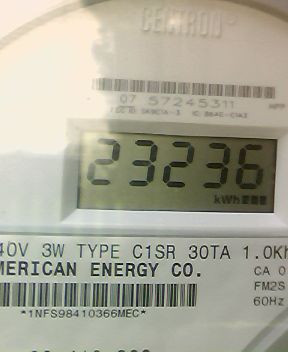 CENTRON
07 57245311
23236
kWh
40V 3W TYPE C1SR 30TA 1.0Kh
MERICAN ENERGY CO.
CA 0
FM2S
60Hz
*1NFS98410366MEC*